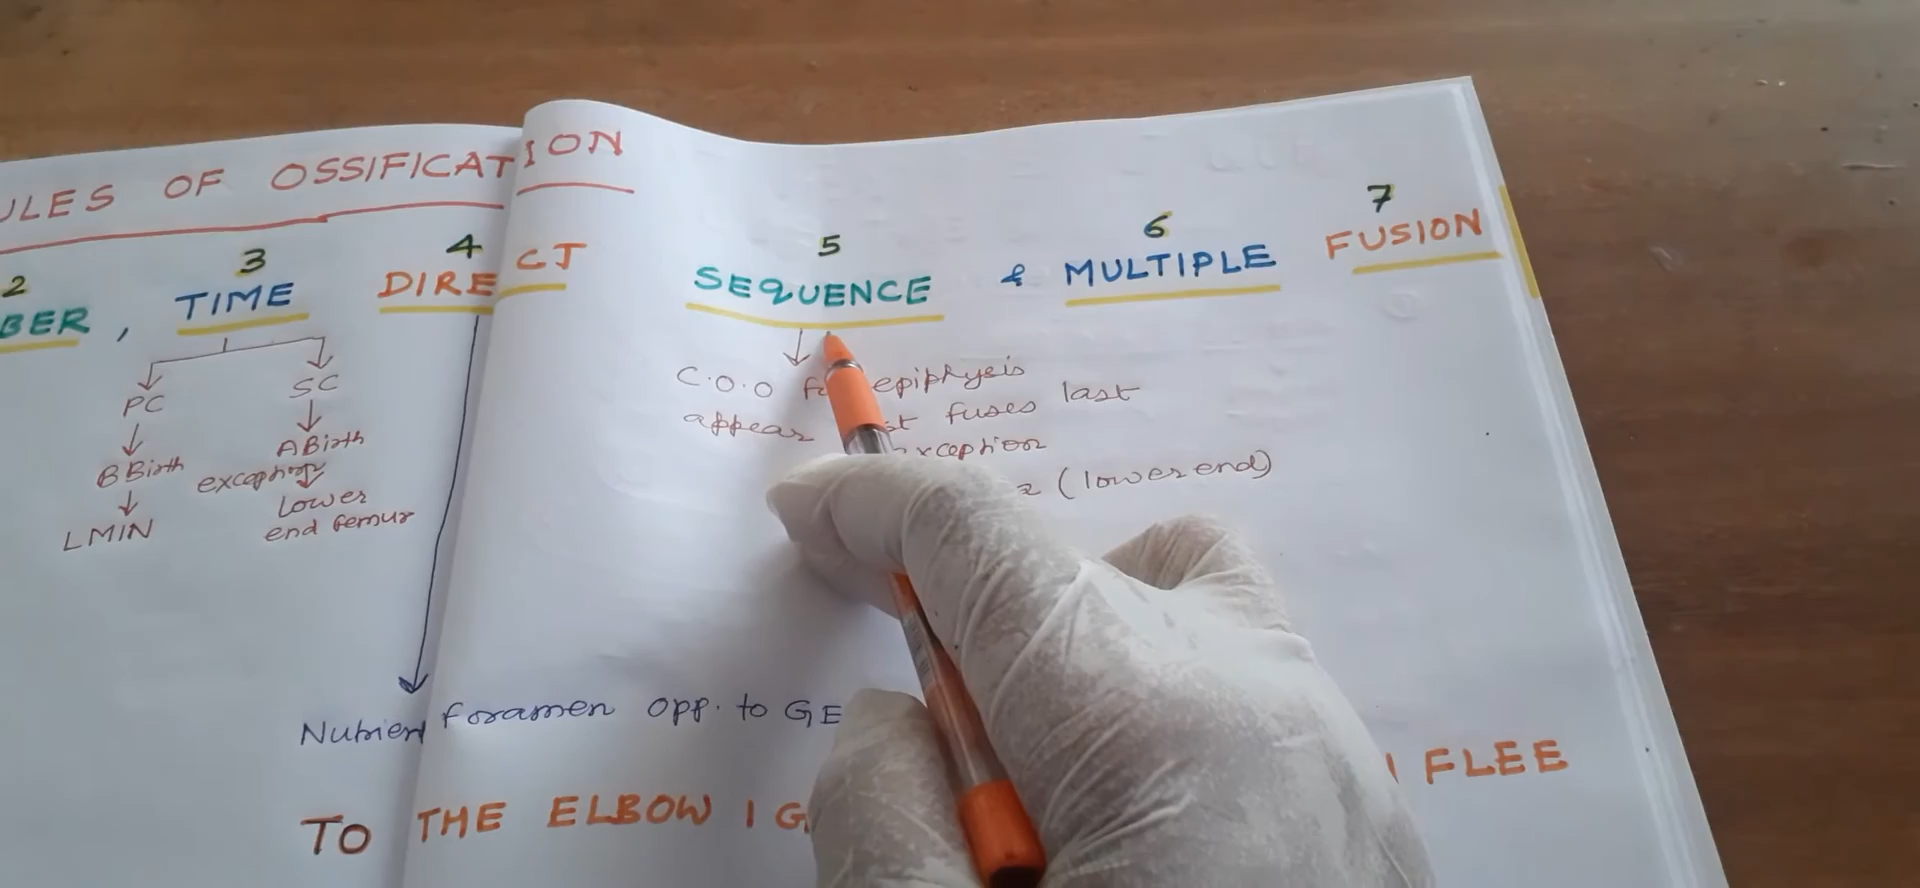 ULES OF OSSIFICATION
2 3 4 5 6 7
BER, TIME DIRECT SEQUENCE & MULTIPLE FUSION
PC SC
C.O.O epiphysis
appear st fuses last
BBirth ABirth exception
LMIN exception (lower end)
lower
end femur
Nutrient foramen opp. to GE
TO THE ELBOW I G I FLEE